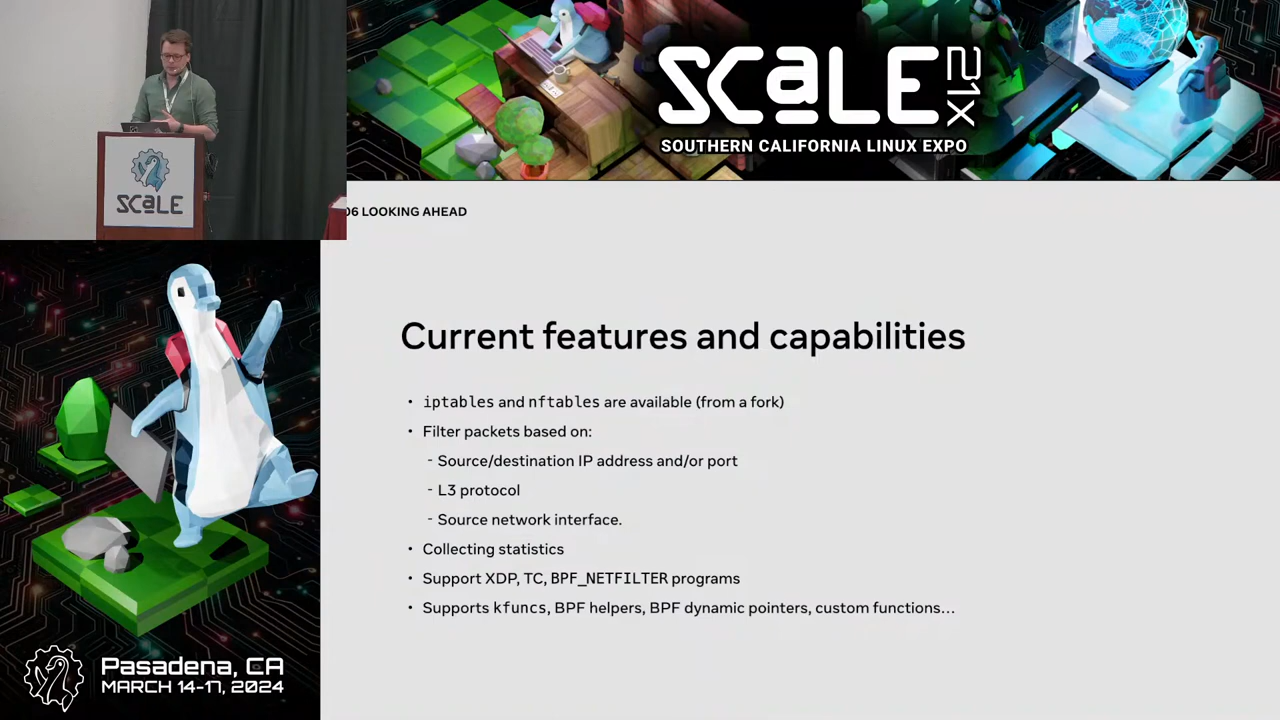 SCaLE 21X
SOUTHERN CALIFORNIA LINUX EXPO
SCaLE
06 LOOKING AHEAD
Current features and capabilities
• iptables and nftables are available (from a fork)
• Filter packets based on:
- Source/destination IP address and/or port
- L3 protocol
- Source network interface.
• Collecting statistics
• Support XDP, TC, BPF_NETFILTER programs
• Supports kfuncs, BPF helpers, BPF dynamic pointers, custom functions…
Pasadena, CA
MARCH 14-17, 2024